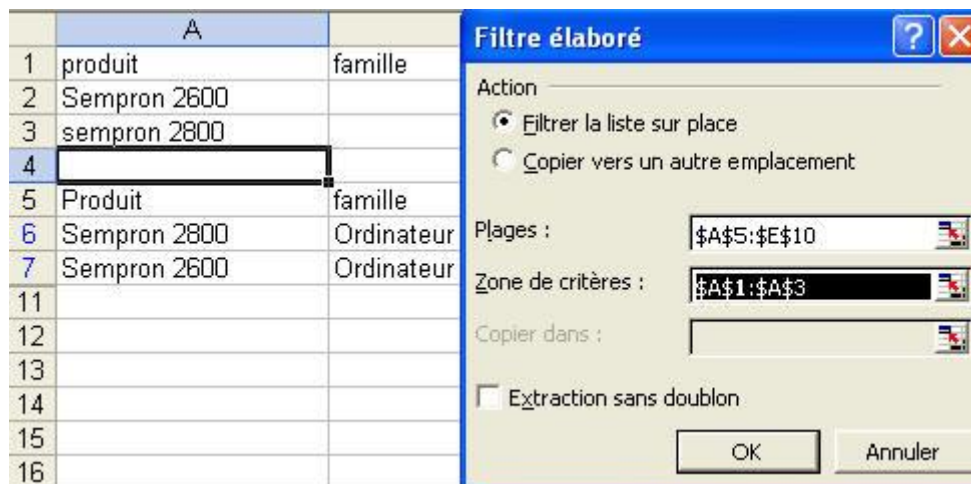 A
1 produit famille
2 Sempron 2600
3 sempron 2800
4
5 Produit famille
6 Sempron 2800 Ordinateur
7 Sempron 2600 Ordinateur
11
12
13
14
15
16
Filtre élaboré
?
Action
Filtrer la liste sur place
Copier vers un autre emplacement
Plages : $A$5:$E$10
Zone de critères : $A$1:$A$3
Copier dans :
Extraction sans doublon
OK Annuler